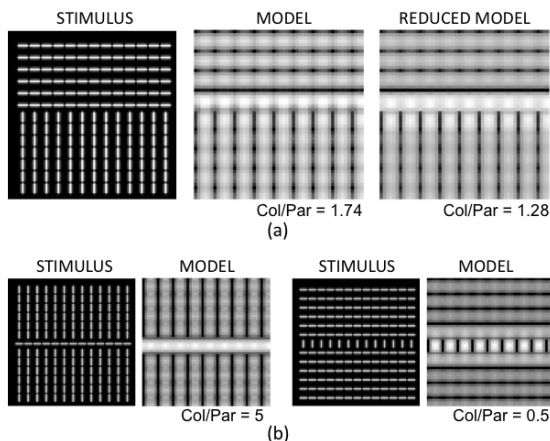 STIMULUS MODEL REDUCED MODEL
Col/Par = 1.74 Col/Par = 1.28
(a)
STIMULUS MODEL STIMULUS MODEL
Col/Par = 5 Col/Par = 0.5
(b)